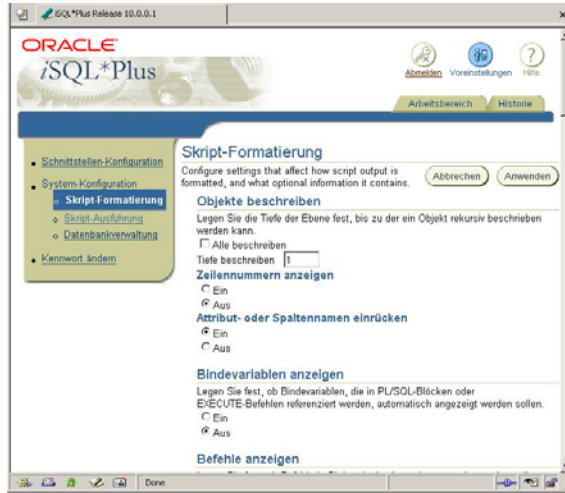 iSQL*Plus Release 10.0.0.1
ORACLE
iSQL*Plus
Abmelden Voreinstellungen Hilfe
Arbeitsbereich Historie
Schnittstellen-Konfiguration
System-Konfiguration
Skript-Formatierung
Skript-Ausführung
Datenbankverwaltung
Kennwort ändern
Skript-Formatierung
Configure settings that affect how script output is
formatted, and what optional information it contains.
Abbrechen Anwenden
Objekte beschreiben
Legen Sie die Tiefe der Ebene fest, bis zu der ein Objekt rekursiv beschrieben
werden kann.
Alle beschreiben
Tiefe beschreiben 1
Zeilennummern anzeigen
Ein
Aus
Attribut- oder Spaltennamen einrücken
Ein
Aus
Bindevariablen anzeigen
Legen Sie fest, ob Bindevariablen, die in PL/SQL-Blöcken oder
EXECUTE-Befehlen referenziert werden, automatisch angezeigt werden sollen.
Ein
Aus
Befehle anzeigen
Done